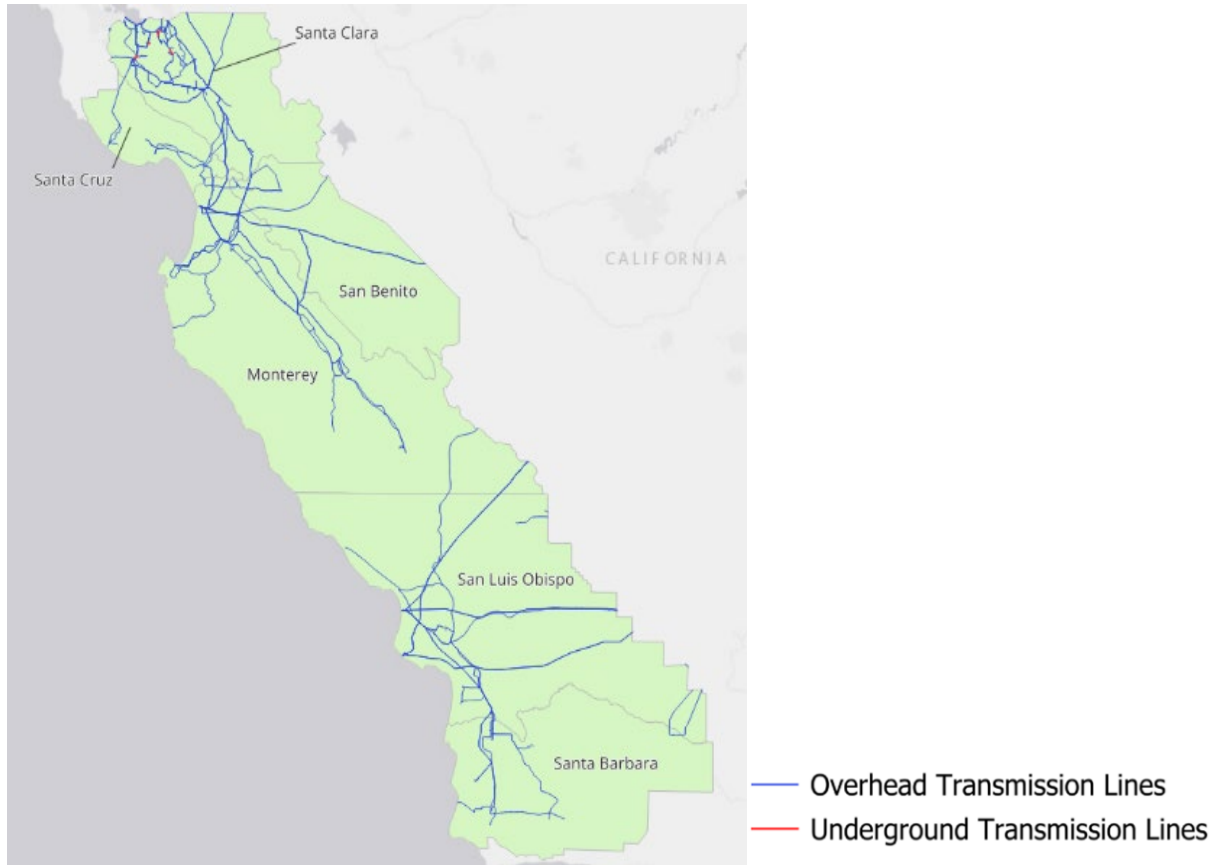 Santa Clara
Santa Cruz
CALIFORNIA
San Benito
Monterey
San Luis Obispo
Santa Barbara
Overhead Transmission Lines
Underground Transmission Lines